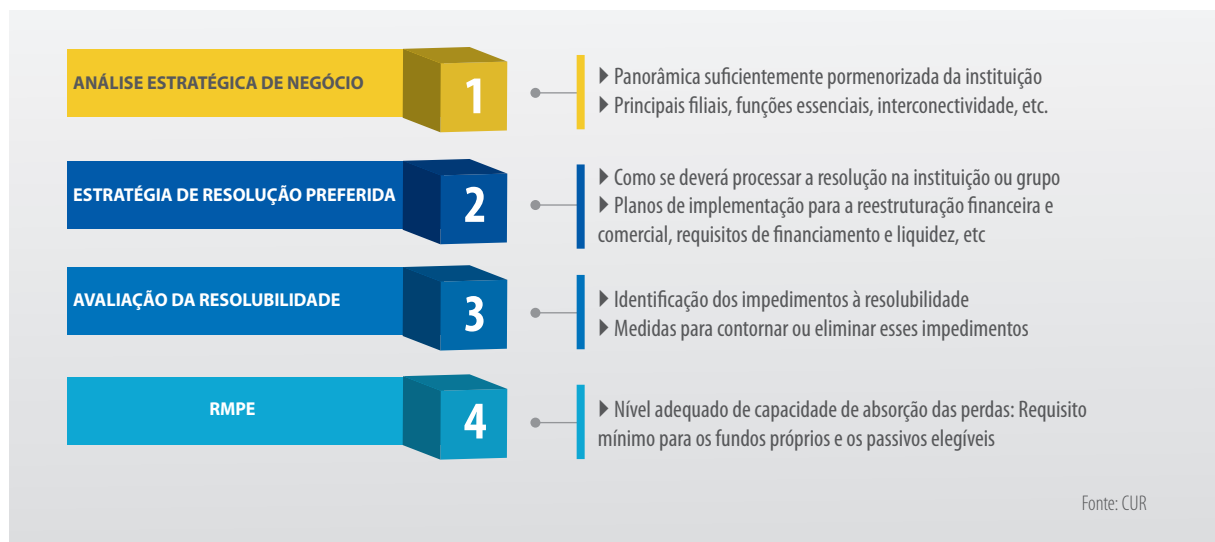 ANÁLISE ESTRATÉGICA DE NEGÓCIO
1
▶ Panorâmica suficientemente pormenorizada da instituição
▶ Principais filiais, funções essenciais, interconectividade, etc.
ESTRATÉGIA DE RESOLUÇÃO PREFERIDA
2
▶ Como se deverá processar a resolução na instituição ou grupo
▶ Planos de implementação para a reestruturação financeira e
comercial, requisitos de financiamento e liquidez, etc
AVALIAÇÃO DA RESOLUBILIDADE
3
▶ Identificação dos impedimentos à resolubilidade
▶ Medidas para contornar ou eliminar esses impedimentos
RMPE
4
▶ Nível adequado de capacidade de absorção das perdas: Requisito
mínimo para os fundos próprios e os passivos elegíveis
Fonte: CUR